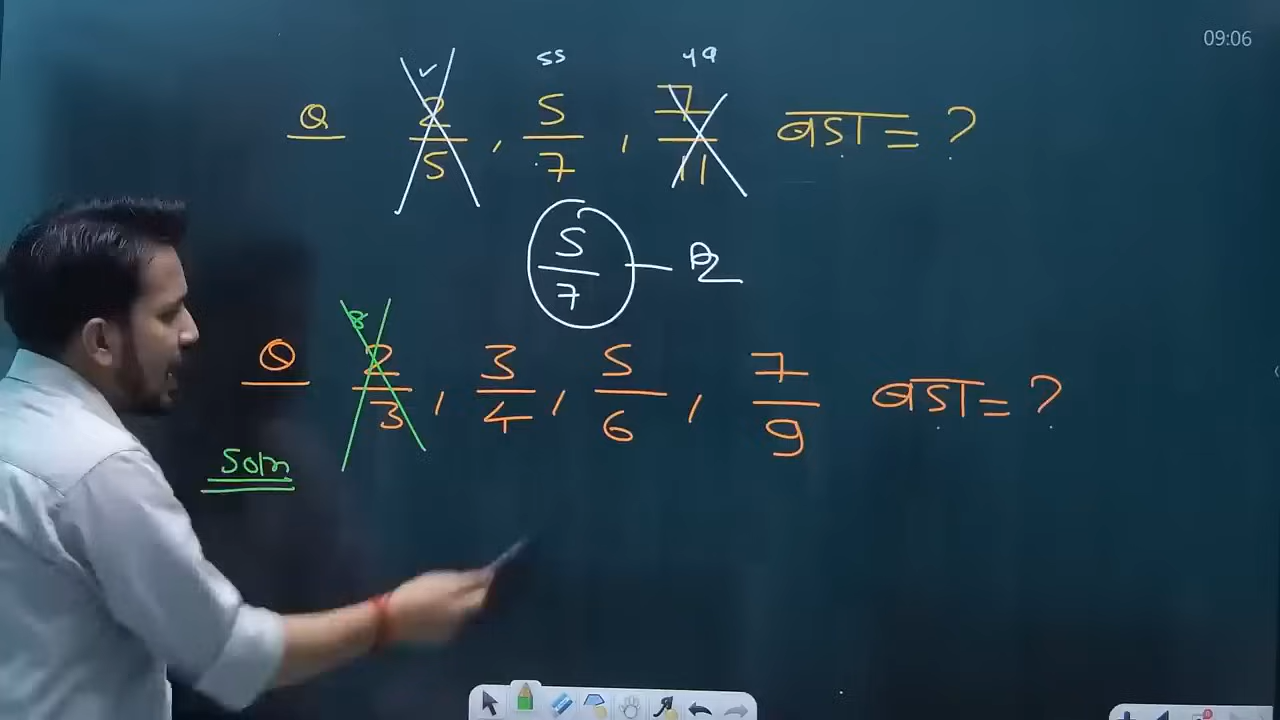 09:06
55 49
Q 2/5, 5/7, 7/11 बड़ा = ?
5/7
8
Q 2/3, 3/4, 5/6, 7/9 बड़ा = ?
Soln